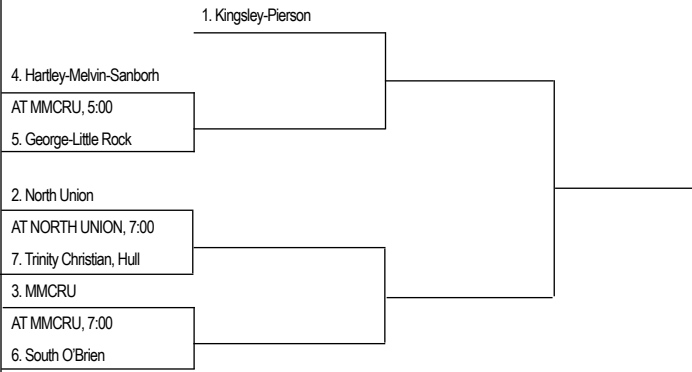 1. Kingsley-Pierson
4. Hartley-Melvin-Sanborh
AT MMCRU, 5:00
5. George-Little Rock
2. North Union
AT NORTH UNION, 7:00
7. Trinity Christian, Hull
3. MMCRU
AT MMCRU, 7:00
6. South O'Brien